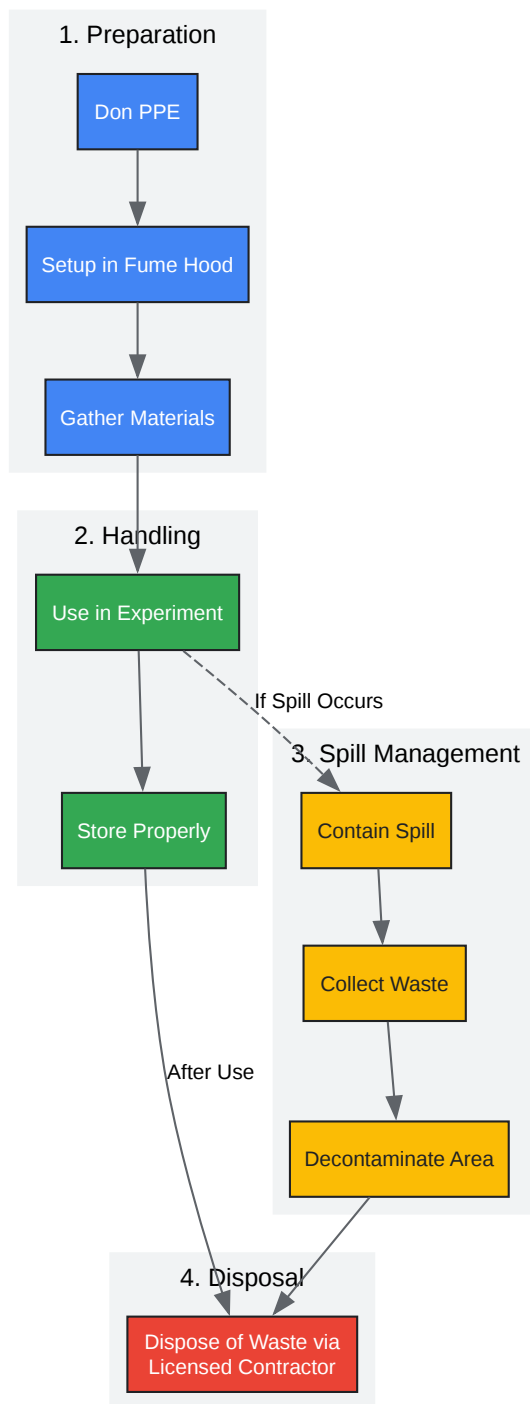 1. Preparation
Don PPE
Setup in Fume Hood
Gather Materials
2. Handling
Use in Experiment
If Spill Occurs
3. Spill Management
Store Properly
Contain Spill
Collect Waste
After Use
Decontaminate Area
4. Disposal
Dispose of Waste via
Licensed Contractor